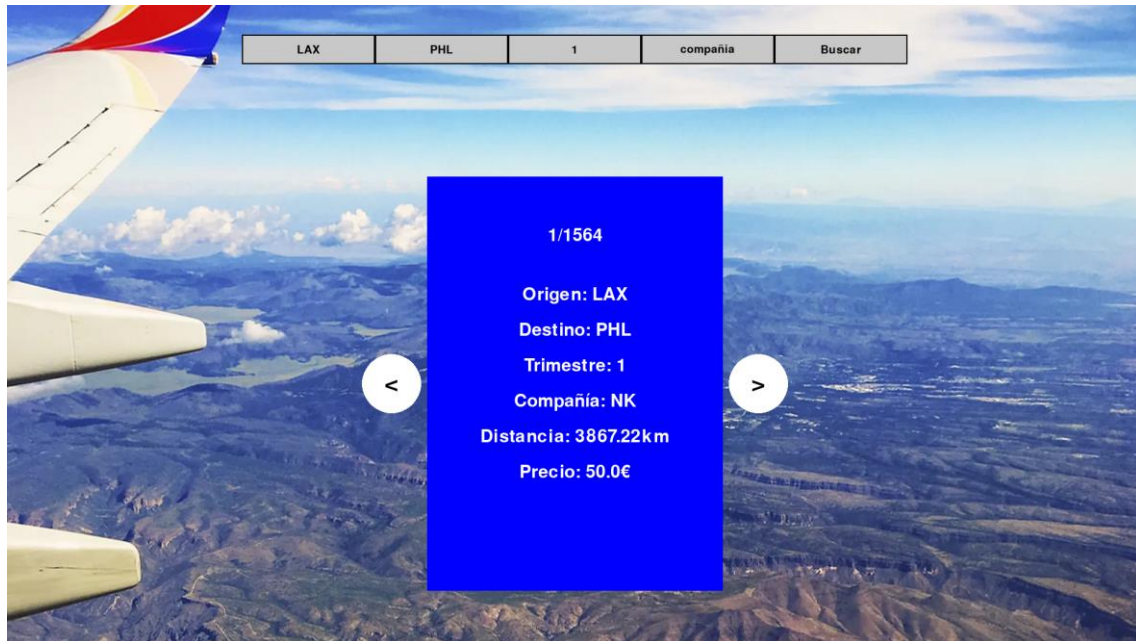 LAX PHL 1 compañia Buscar
1/1564
Origen: LAX
Destino: PHL
Trimestre: 1
Compañía: NK
< >
Distancia: 3867.22km
Precio: 50.0€